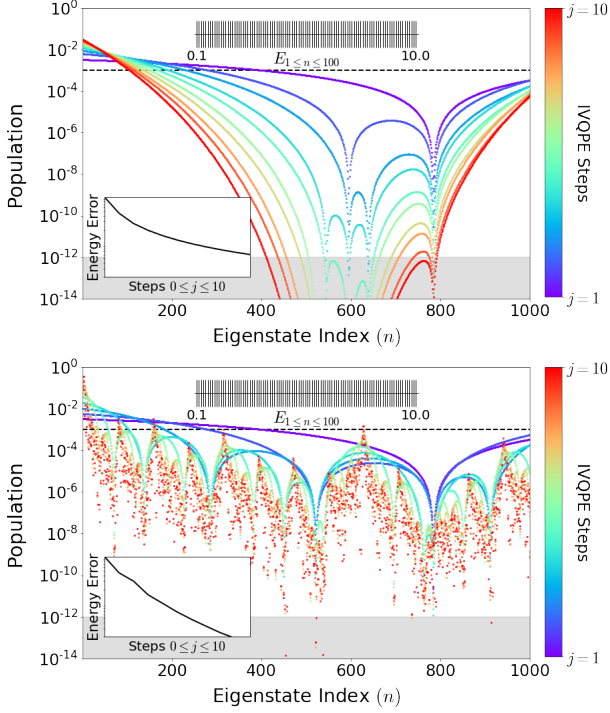 10^0
10^-2
10^-4
10^-6
10^-8
10^-10
10^-12
10^-14
Population
0.1
10.0
E_{1≤n≤100}
Energy Error
Steps 0 ≤ j ≤ 10
200
400
600
800
1000
Eigenstate Index (n)
j=10
IVQPE Steps
j=1
10^0
10^-2
10^-4
10^-6
10^-8
10^-10
10^-12
10^-14
Population
0.1
10.0
E_{1≤n≤100}
Energy Error
Steps 0 ≤ j ≤ 10
200
400
600
800
1000
Eigenstate Index (n)
j=10
IVQPE Steps
j=1